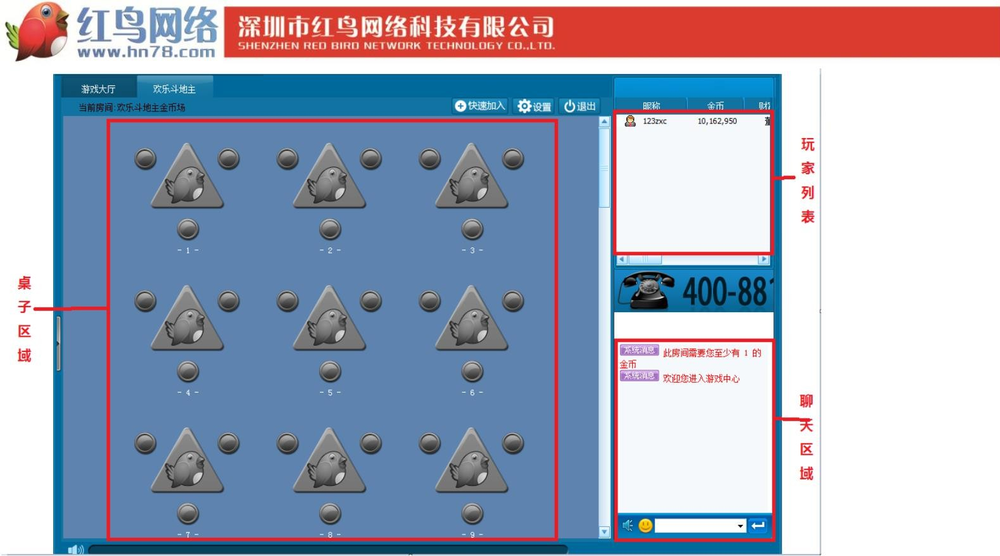 红鸟网络
www.hn78.com
深圳市红鸟网络科技有限公司
SHENZHEN RED BIRD NETWORK TECHNOLOGY CO.,LTD.
游戏大厅 欢乐斗地主
当前房间:欢乐斗地主金币场
快速加入 设置 退出
昵称 金币 财
123zxc 10,162,950
玩家列表
- 1 - - 2 - - 3 -
桌子区域
400-88
- 4 - - 5 - - 6 -
系统消息 此房间需要您至少有 1 的
金币
系统消息 欢迎您进入游戏中心
聊天区域
- 7 - - 8 - - 9 -